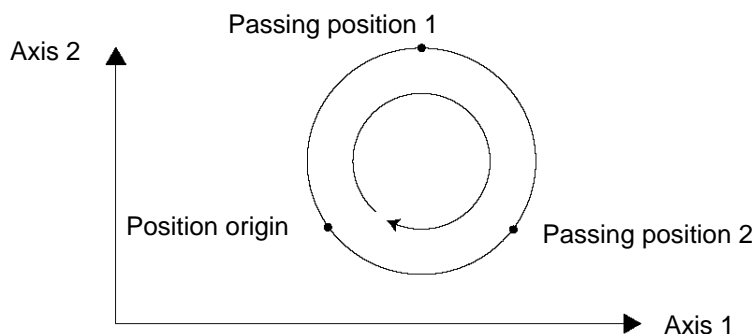 Passing position 1
Axis 2
Position origin
Passing position 2
Axis 1